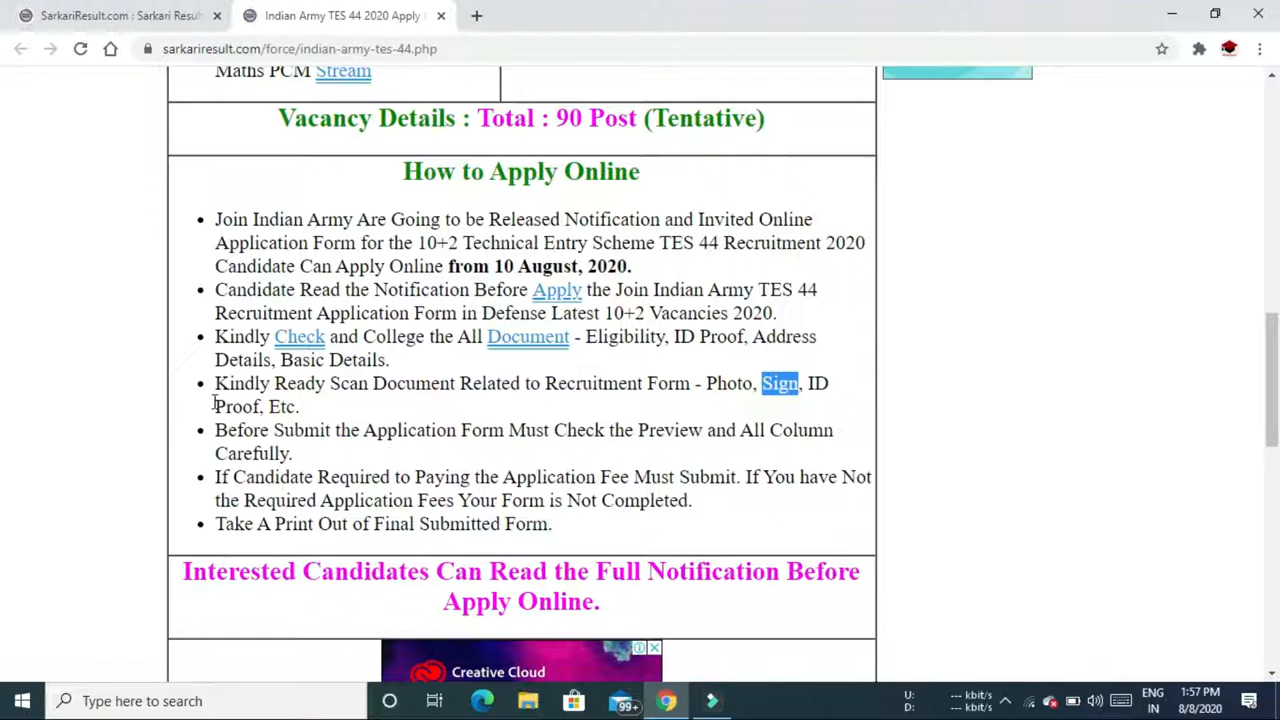 SarkariResult.com : Sarkari Resul
Indian Army TES 44 2020 Apply
sarkariresult.com/force/indian-army-tes-44.php
Maths PCM Stream
Vacancy Details : Total : 90 Post (Tentative)
How to Apply Online
Join Indian Army Are Going to be Released Notification and Invited Online
Application Form for the 10+2 Technical Entry Scheme TES 44 Recruitment 2020
Candidate Can Apply Online from 10 August, 2020.
Candidate Read the Notification Before Apply the Join Indian Army TES 44
Recruitment Application Form in Defense Latest 10+2 Vacancies 2020.
Kindly Check and College the All Document - Eligibility, ID Proof, Address
Details, Basic Details.
Kindly Ready Scan Document Related to Recruitment Form - Photo, Sign, ID
Proof, Etc.
Before Submit the Application Form Must Check the Preview and All Column
Carefully.
If Candidate Required to Paying the Application Fee Must Submit. If You have Not
the Required Application Fees Your Form is Not Completed.
Take A Print Out of Final Submitted Form.
Interested Candidates Can Read the Full Notification Before
Apply Online.
Creative Cloud
Type here to search
99+
U: --- kbit/s
D: --- kbit/s
ENG
IN
1:57 PM
8/8/2020